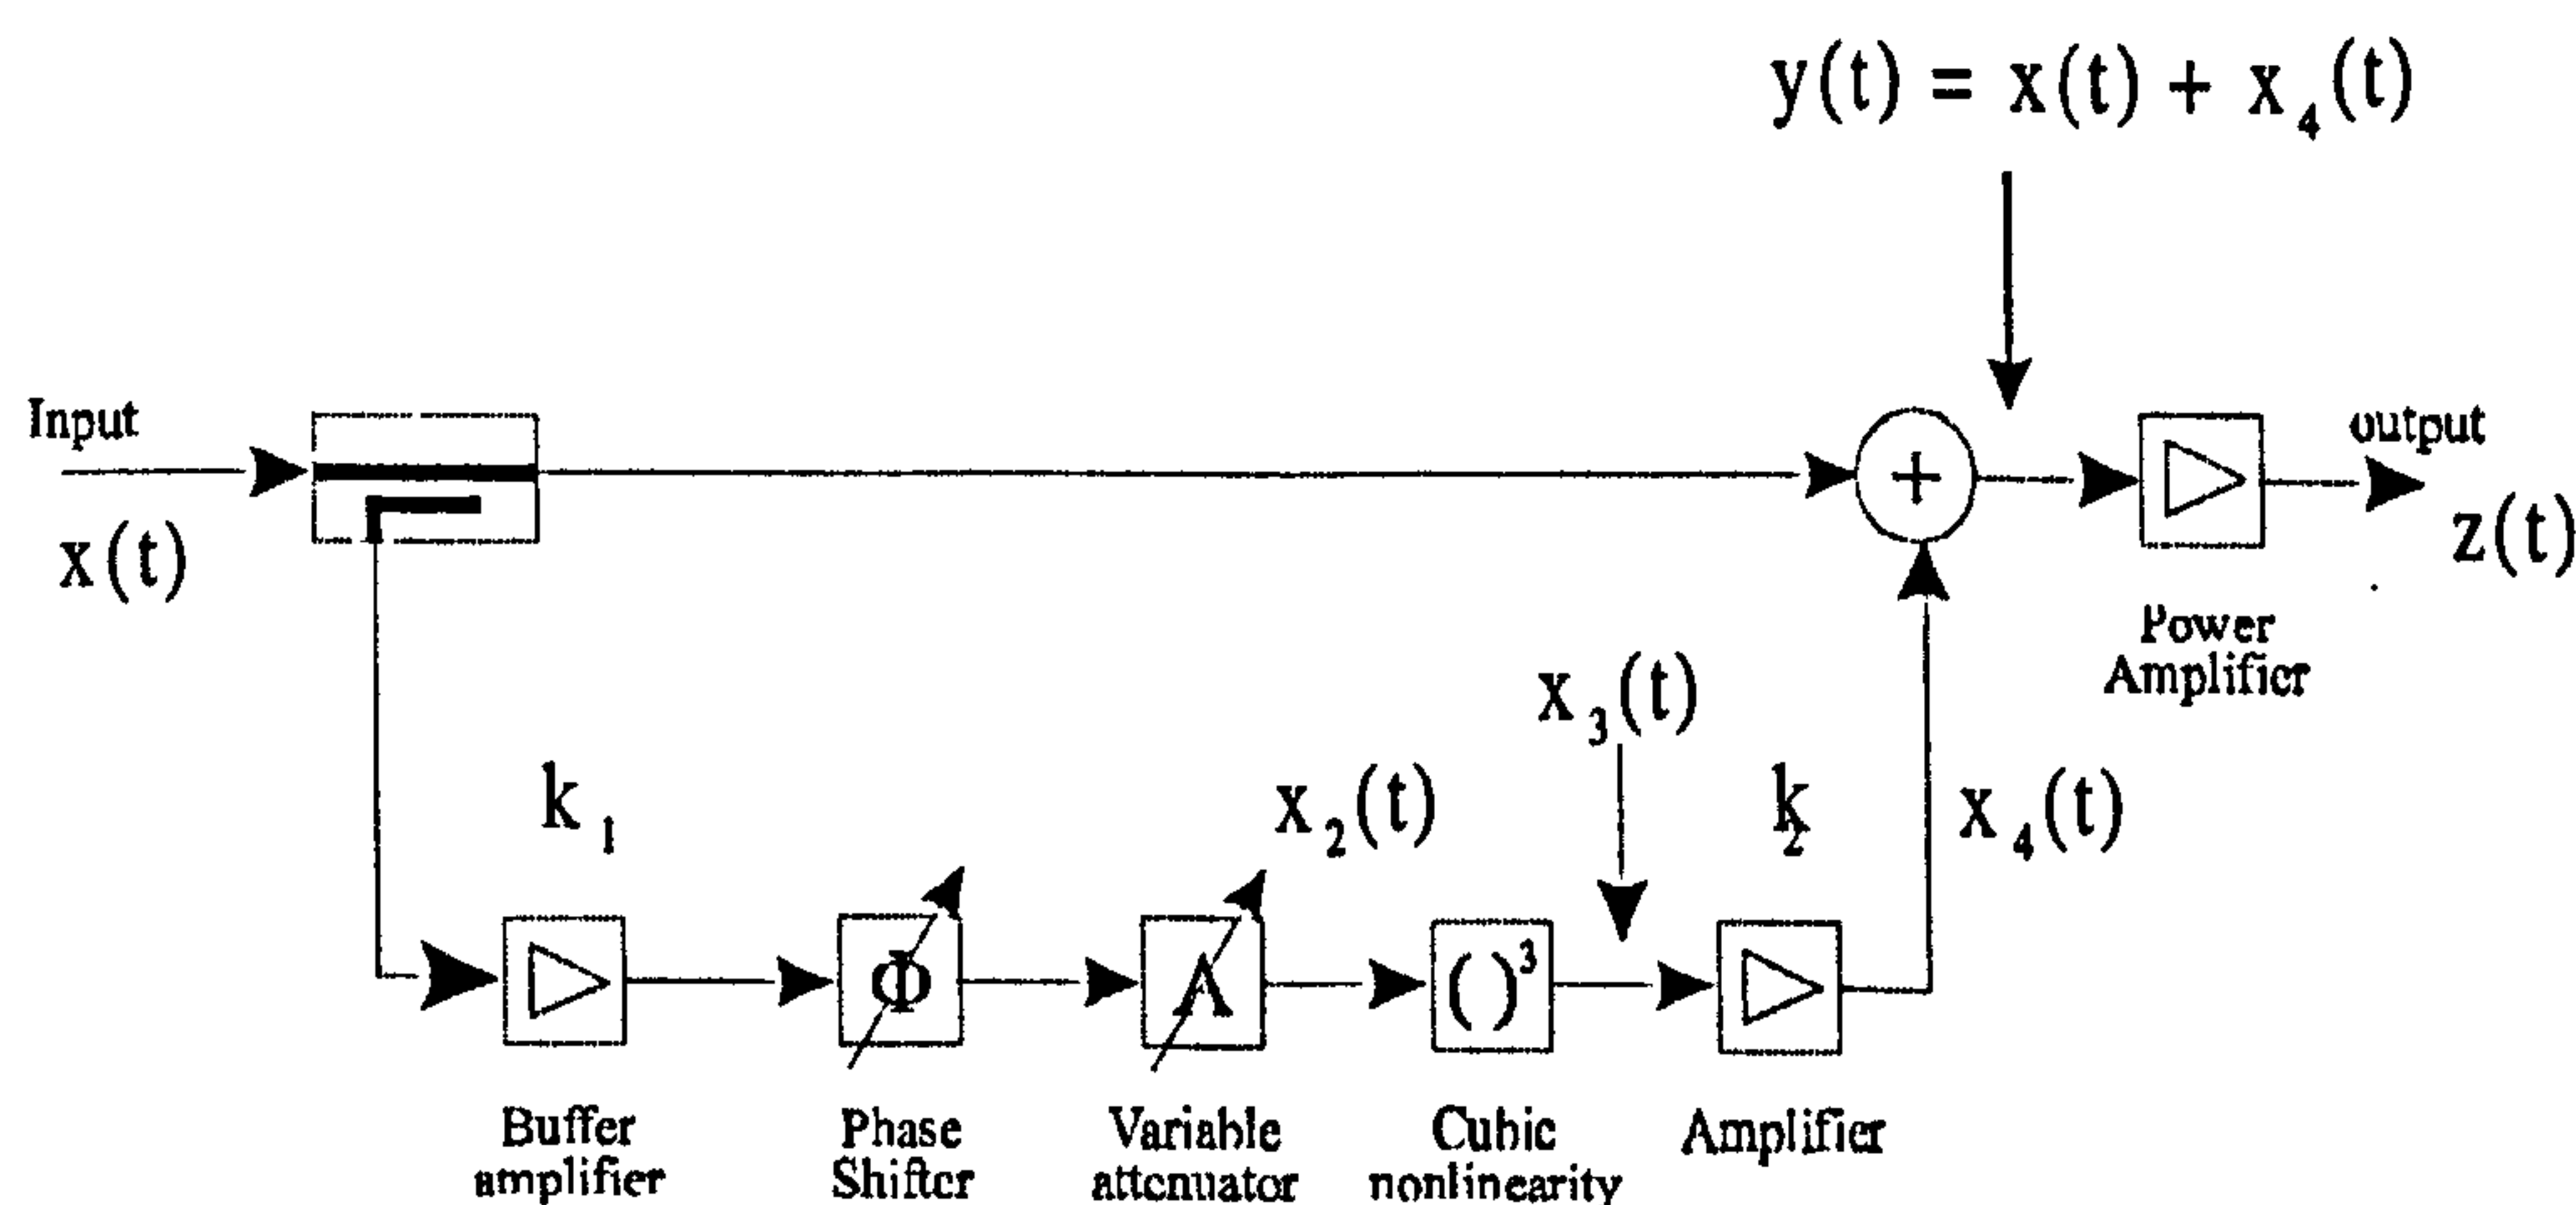 y(t) = x(t) + x₄(t)
Input
output
x(t)
z(t)
Power
Amplifier
x₃(t)
k₁
x₂(t)
k₂
x₄(t)
Φ
A
( )³
Buffer
amplifier
Phase
Shifter
Variable
attenuator
Cubic
nonlinearity
Amplifier
+